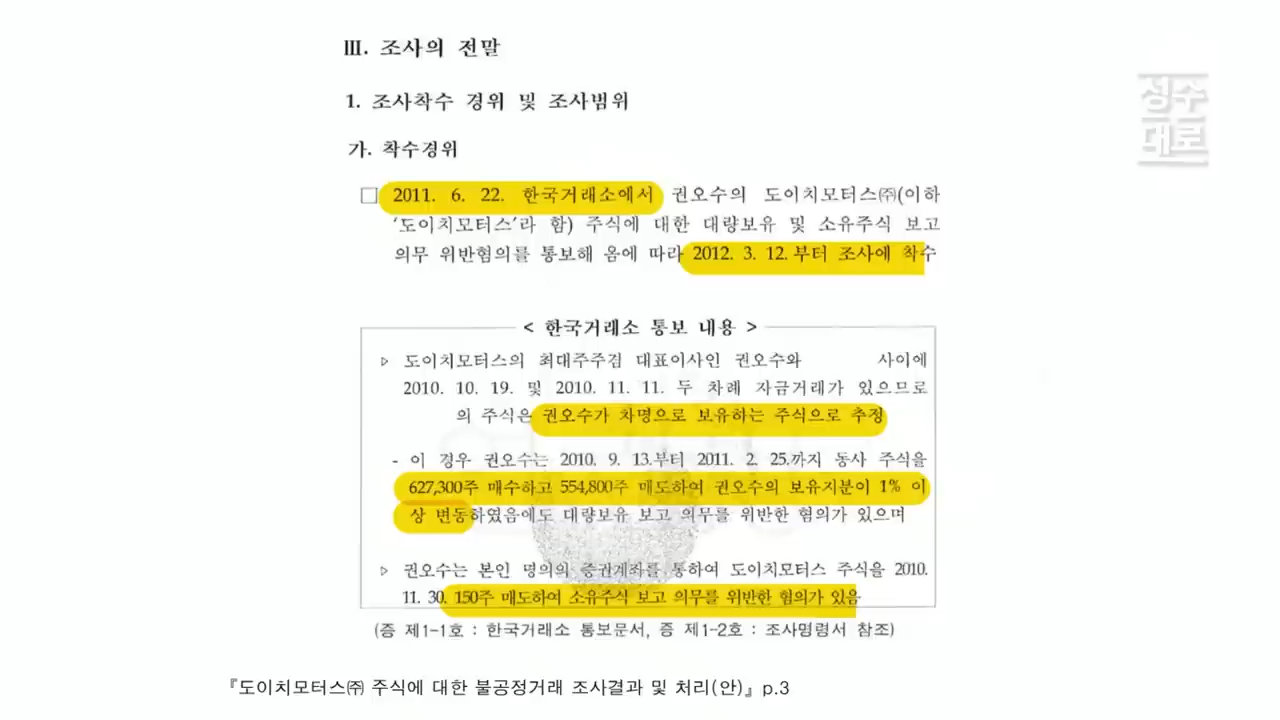 Ⅲ. 조사의 전말
성수
대로
1. 조사착수 경위 및 조사범위
가. 착수경위
□ 2011. 6. 22. 한국거래소에서 권오수의 도이치모터스㈜(이하
‘도이치모터스’라 함) 주식에 대한 대량보유 및 소유주식 보고
의무 위반혐의를 통보해 옴에 따라 2012. 3. 12.부터 조사에 착수
< 한국거래소 통보 내용 >
▷ 도이치모터스의 최대주주겸 대표이사인 권오수와 사이에
2010. 10. 19. 및 2010. 11. 11. 두 차례 자금거래가 있으므로
의 주식은 권오수가 차명으로 보유하는 주식으로 추정
- 이 경우 권오수는 2010. 9. 13.부터 2011. 2. 25.까지 동사 주식을
627,300주 매수하고 554,800주 매도하여 권오수의 보유지분이 1% 이
상 변동하였음에도 대량보유 보고 의무를 위반한 혐의가 있으며
▷ 권오수는 본인 명의의 증권계좌를 통하여 도이치모터스 주식을 2010.
11. 30. 150주 매도하여 소유주식 보고 의무를 위반한 혐의가 있음
(증 제1-1호 : 한국거래소 통보문서, 증 제1-2호 : 조사명령서 참조)
『도이치모터스㈜ 주식에 대한 불공정거래 조사결과 및 처리(안)』 p.3